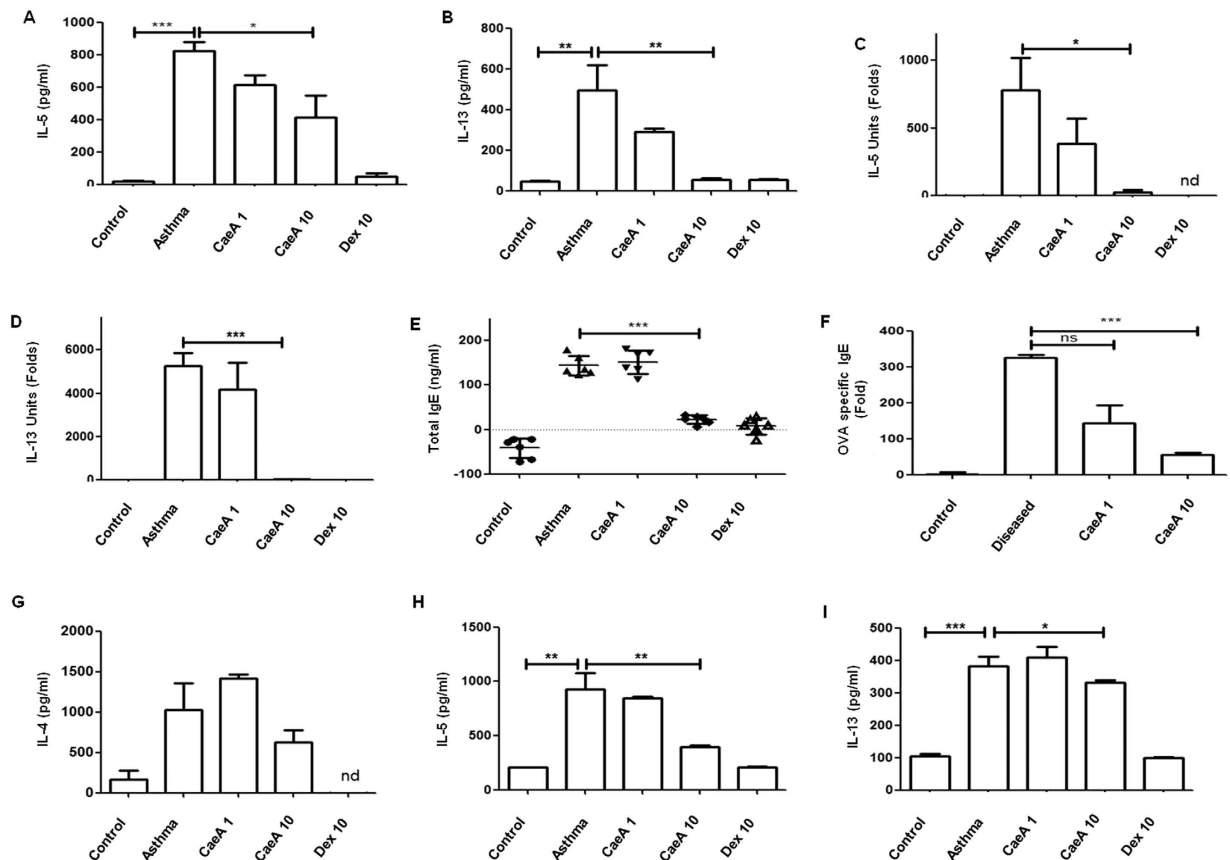 A
IL-5 (pg/ml)
1000
800
600
400
200
0
***
*
Control
Asthma
CaeA 1
CaeA 10
Dex 10
B
IL-13 (pg/ml)
800
600
400
200
0
**
**
Control
Asthma
CaeA 1
CaeA 10
Dex 10
C
IL-5 Units (Folds)
1000
500
0
*
nd
Control
Asthma
CaeA 1
CaeA 10
Dex 10
D
IL-13 Units (Folds)
6000
4000
2000
0
***
Control
Asthma
CaeA 1
CaeA 10
Dex 10
E
Total IgE (ng/ml)
200
100
0
-100
***
Control
Asthma
CaeA 1
CaeA 10
Dex 10
F
OVA specific IgE
(Fold)
400
300
200
100
0
***
ns
Control
Diseased
CaeA 1
CaeA 10
G
IL-4 (pg/ml)
2000
1500
1000
500
0
nd
Control
Asthma
CaeA 1
CaeA 10
Dex 10
H
IL-5 (pg/ml)
1500
1000
500
0
**
**
Control
Asthma
CaeA 1
CaeA 10
Dex 10
I
IL-13 (pg/ml)
500
400
300
200
100
0
***
*
Control
Asthma
CaeA 1
CaeA 10
Dex 10